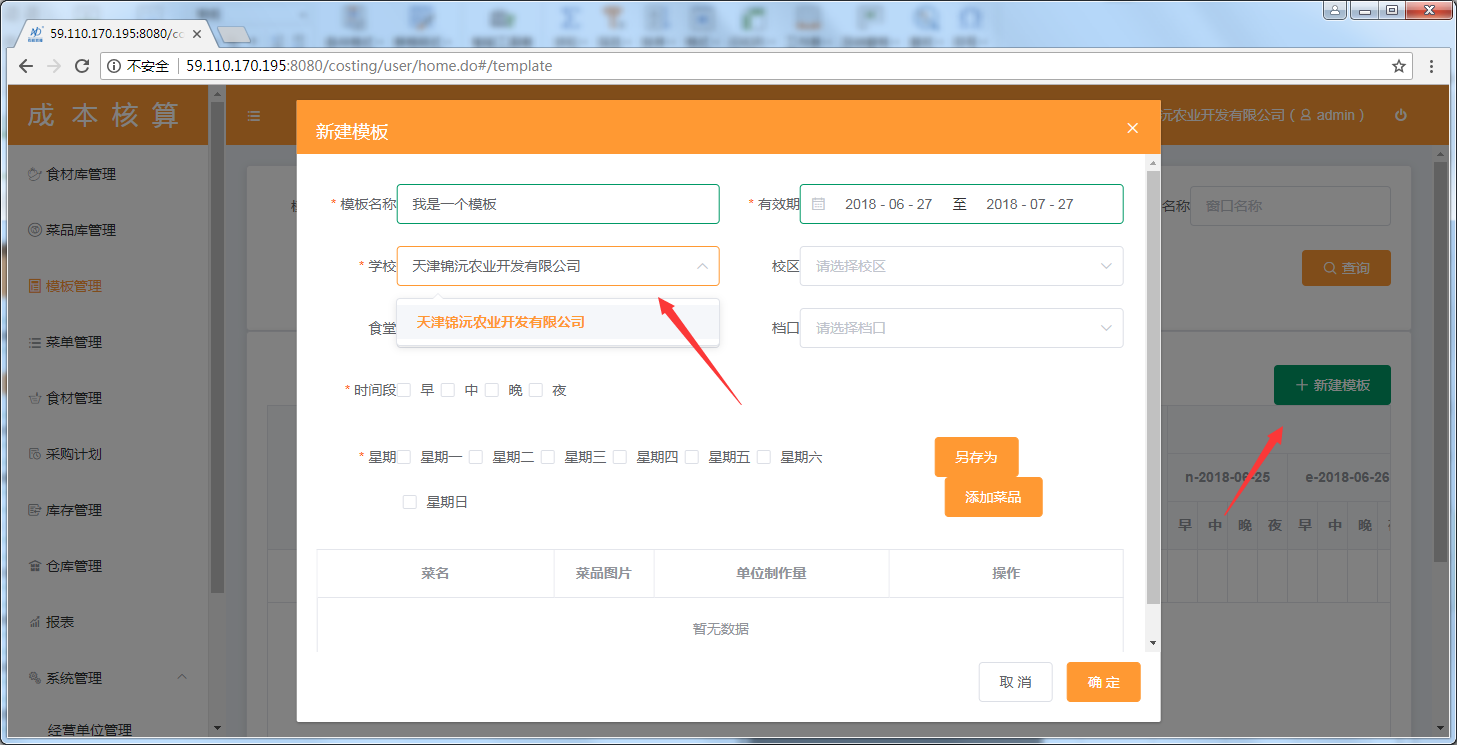 59.110.170.195:8080/cc
不安全 59.110.170.195:8080/costing/user/home.do#/template
成本核算
沅农业开发有限公司 ( admin )
食材库管理
菜品库管理
模板管理
菜单管理
食材管理
采购计划
库存管理
仓库管理
报表
系统管理
经营单位管理
新建模板
* 模板名称 我是一个模板
* 有效期 2018 - 06 - 27 至 2018 - 07 - 27
* 学校 天津锦沅农业开发有限公司
校区 请选择校区
天津锦沅农业开发有限公司
食堂
档口 请选择档口
* 时间段 早 中 晚 夜
* 星期 星期一 星期二 星期三 星期四 星期五 星期六
星期日
另存为
添加菜品
菜名 菜品图片 单位制作量 操作
暂无数据
取消 确定
名称 窗口名称
查询
新建模板
n-2018-06-25 e-2018-06-26
早 中 晚 夜 早 中 晚